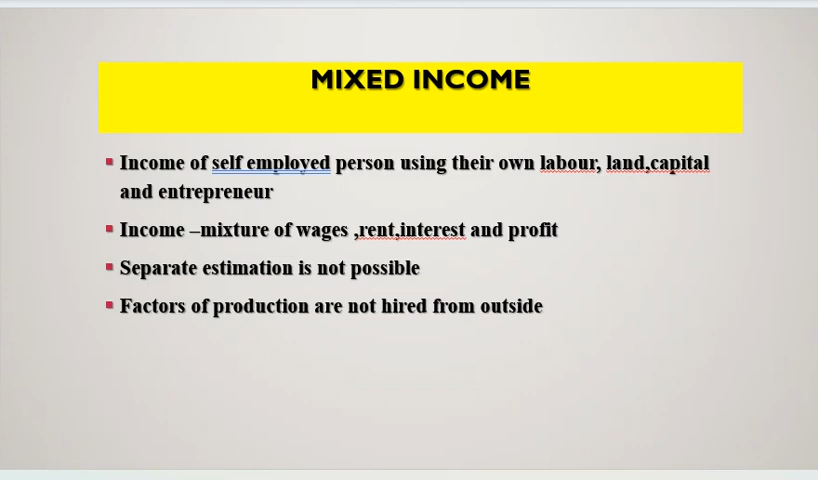 MIXED INCOME
Income of self employed person using their own labour, land,capital
and entrepreneur
Income –mixture of wages ,rent,interest and profit
Separate estimation is not possible
Factors of production are not hired from outside